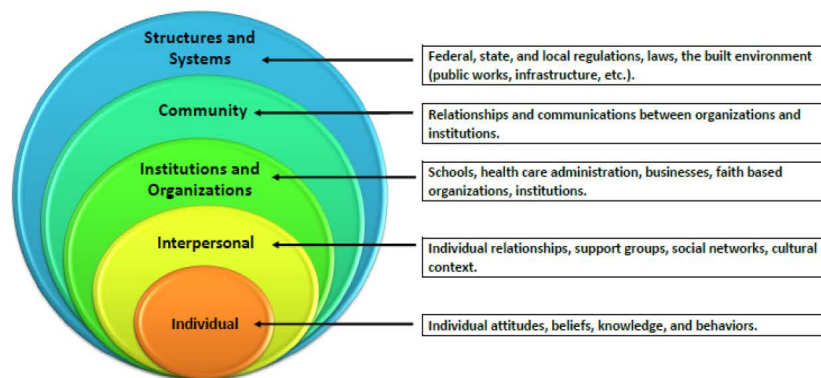 Structures and
Systems
Federal, state, and local regulations, laws, the built environment
(public works, infrastructure, etc.).
Community
Relationships and communications between organizations and
institutions.
Institutions and
Organizations
Schools, health care administration, businesses, faith based
organizations, institutions.
Interpersonal
Individual relationships, support groups, social networks, cultural
context.
Individual
Individual attitudes, beliefs, knowledge, and behaviors.